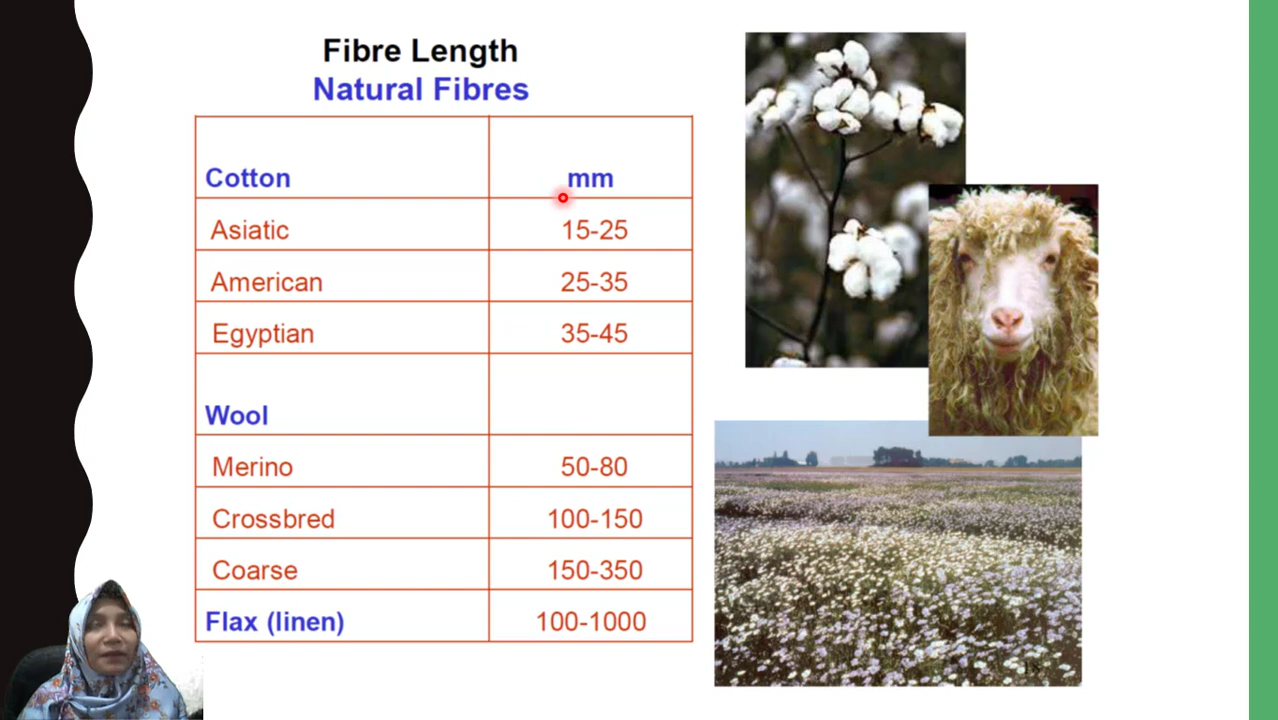 Fibre Length
Natural Fibres
Cotton mm
Asiatic 15-25
American 25-35
Egyptian 35-45
Wool
Merino 50-80
Crossbred 100-150
Coarse 150-350
Flax (linen) 100-1000